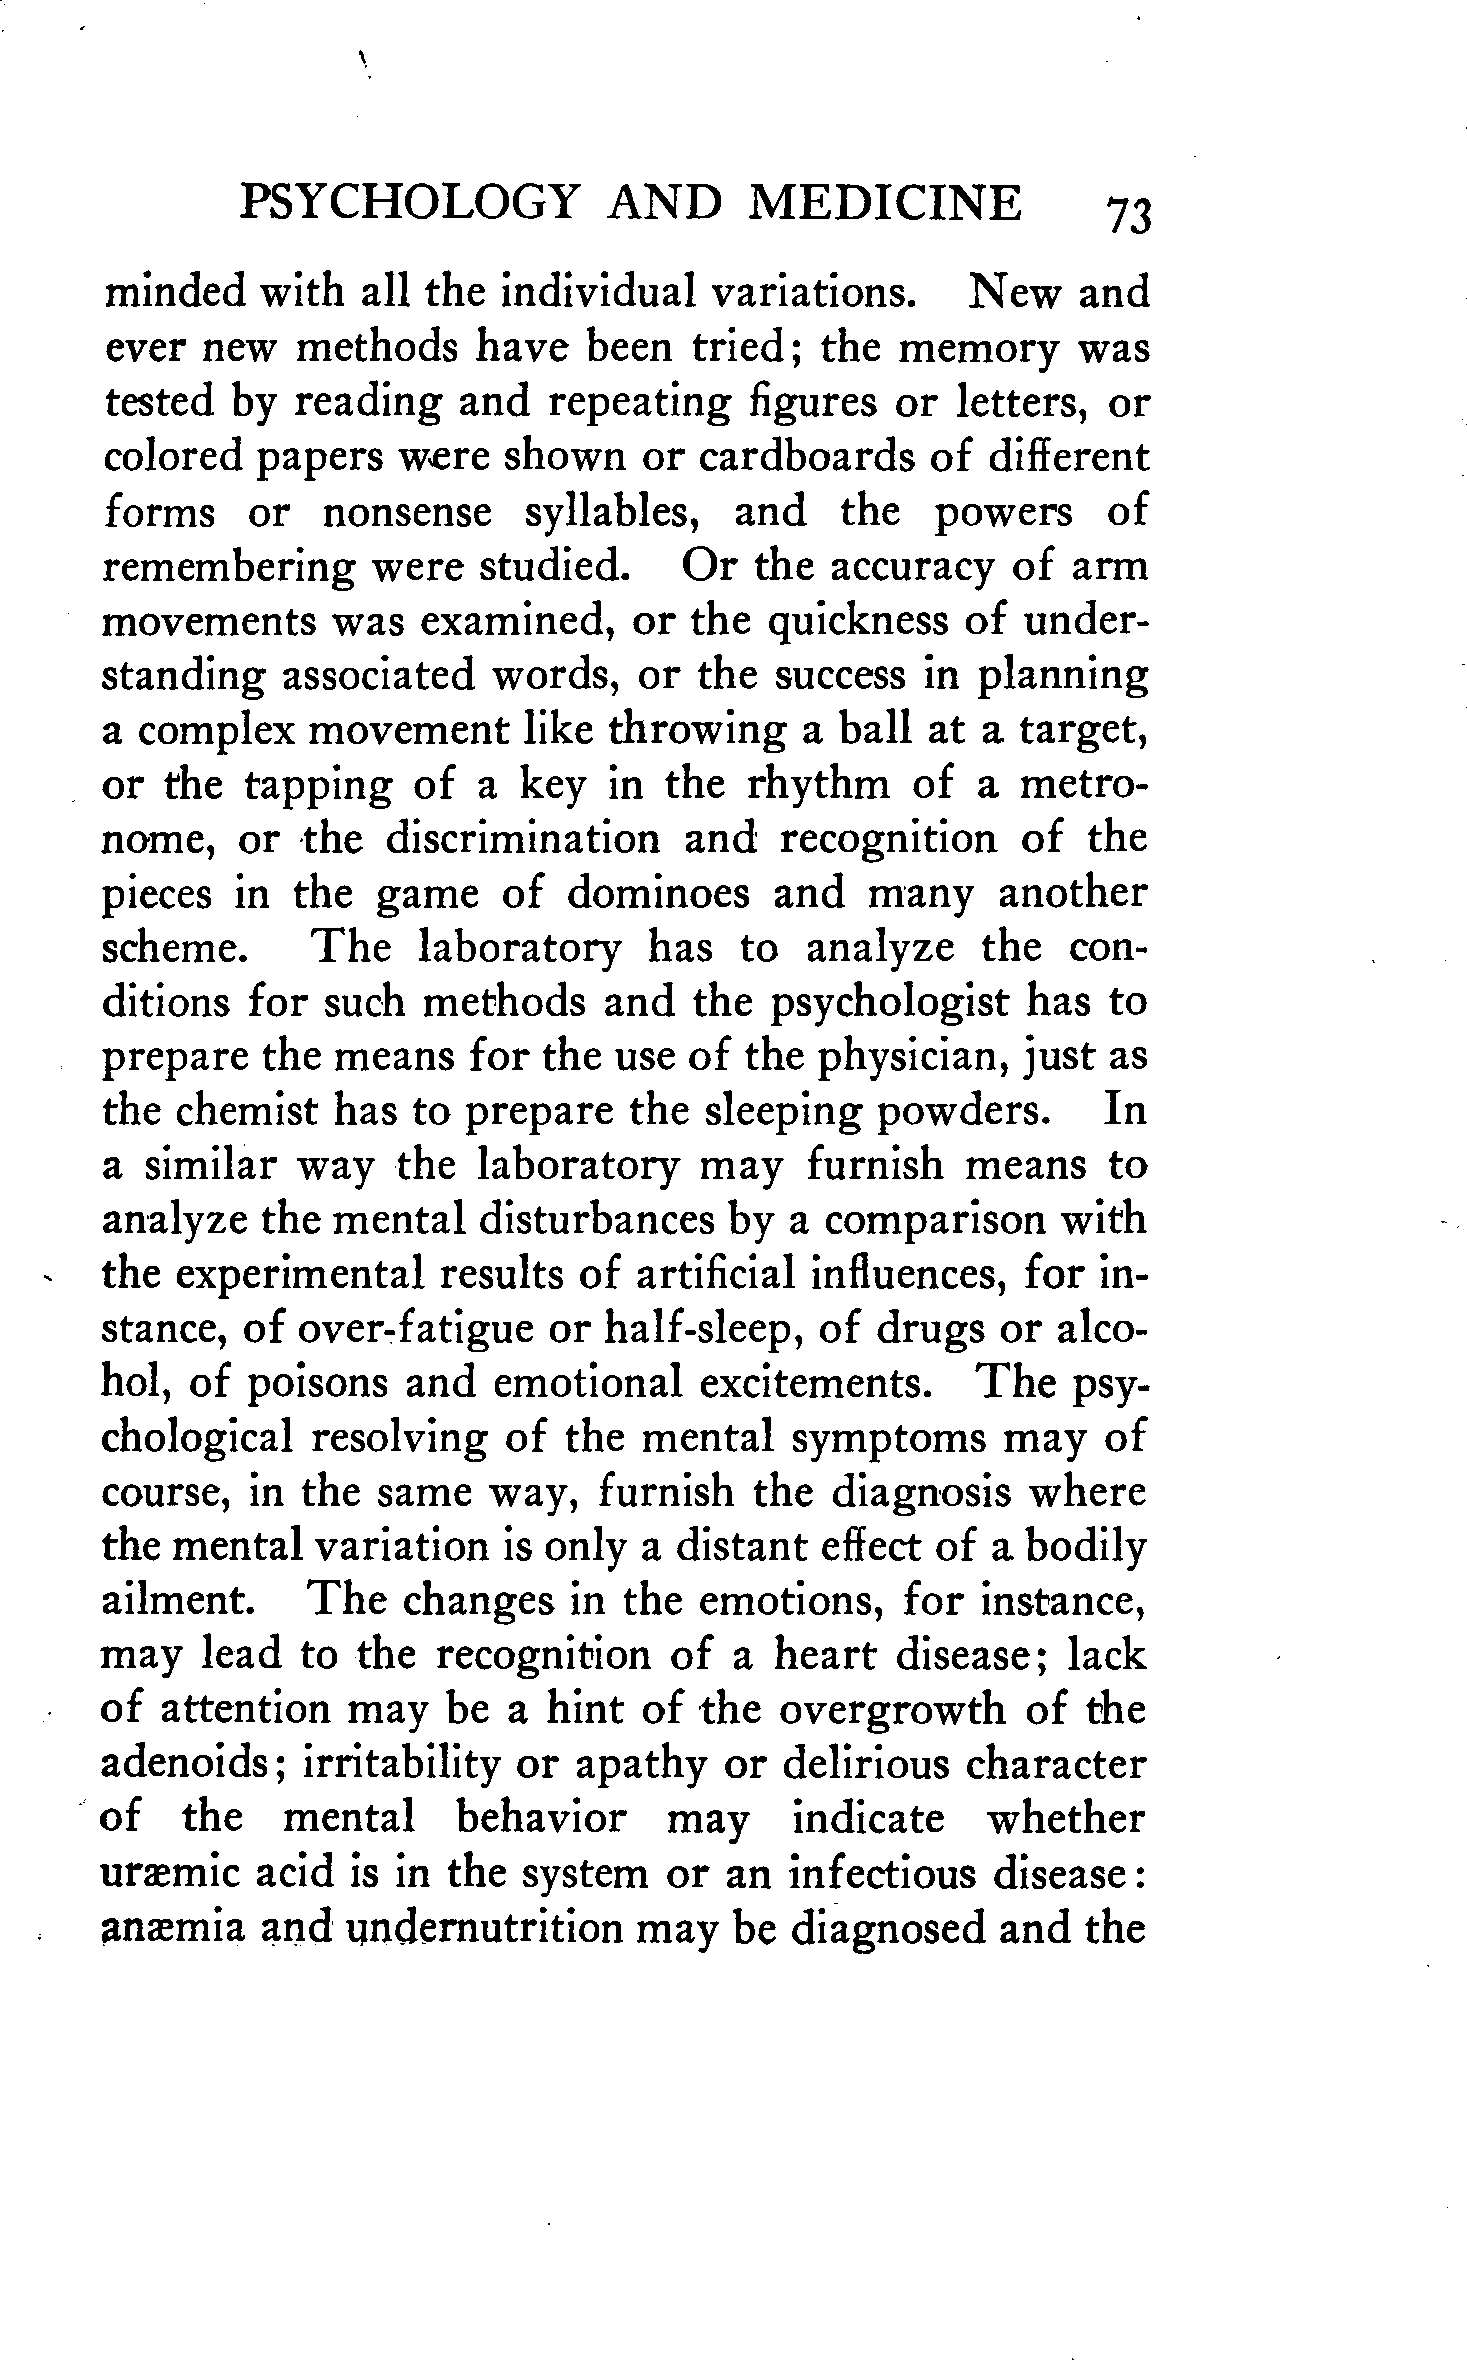 PSYCHOLOGY AND MEDICINE 73
minded with all the individual variations. New and
ever new methods have been tried; the memory was
tested by reading and repeating figures or letters, or
colored papers were shown or cardboards of different
forms or nonsense syllables, and the powers of
remembering were studied. Or the accuracy of arm
movements was examined, or the quickness of under-
standing associated words, or the success in planning
a complex movement like throwing a ball at a target,
or the tapping of a key in the rhythm of a metro-
nome, or the discrimination and recognition of the
pieces in the game of dominoes and many another
scheme. The laboratory has to analyze the con-
ditions for such methods and the psychologist has to
prepare the means for the use of the physician, just as
the chemist has to prepare the sleeping powders. In
a similar way the laboratory may furnish means to
analyze the mental disturbances by a comparison with
the experimental results of artificial influences, for in-
stance, of over-fatigue or half-sleep, of drugs or alco-
hol, of poisons and emotional excitements. The psy-
chological resolving of the mental symptoms may of
course, in the same way, furnish the diagnosis where
the mental variation is only a distant effect of a bodily
ailment. The changes in the emotions, for instance,
may lead to the recognition of a heart disease; lack
of attention may be a hint of the overgrowth of the
adenoids; irritability or apathy or delirious character
of the mental behavior may indicate whether
uræmic acid is in the system or an infectious disease:
anæmia and undernutrition may be diagnosed and the